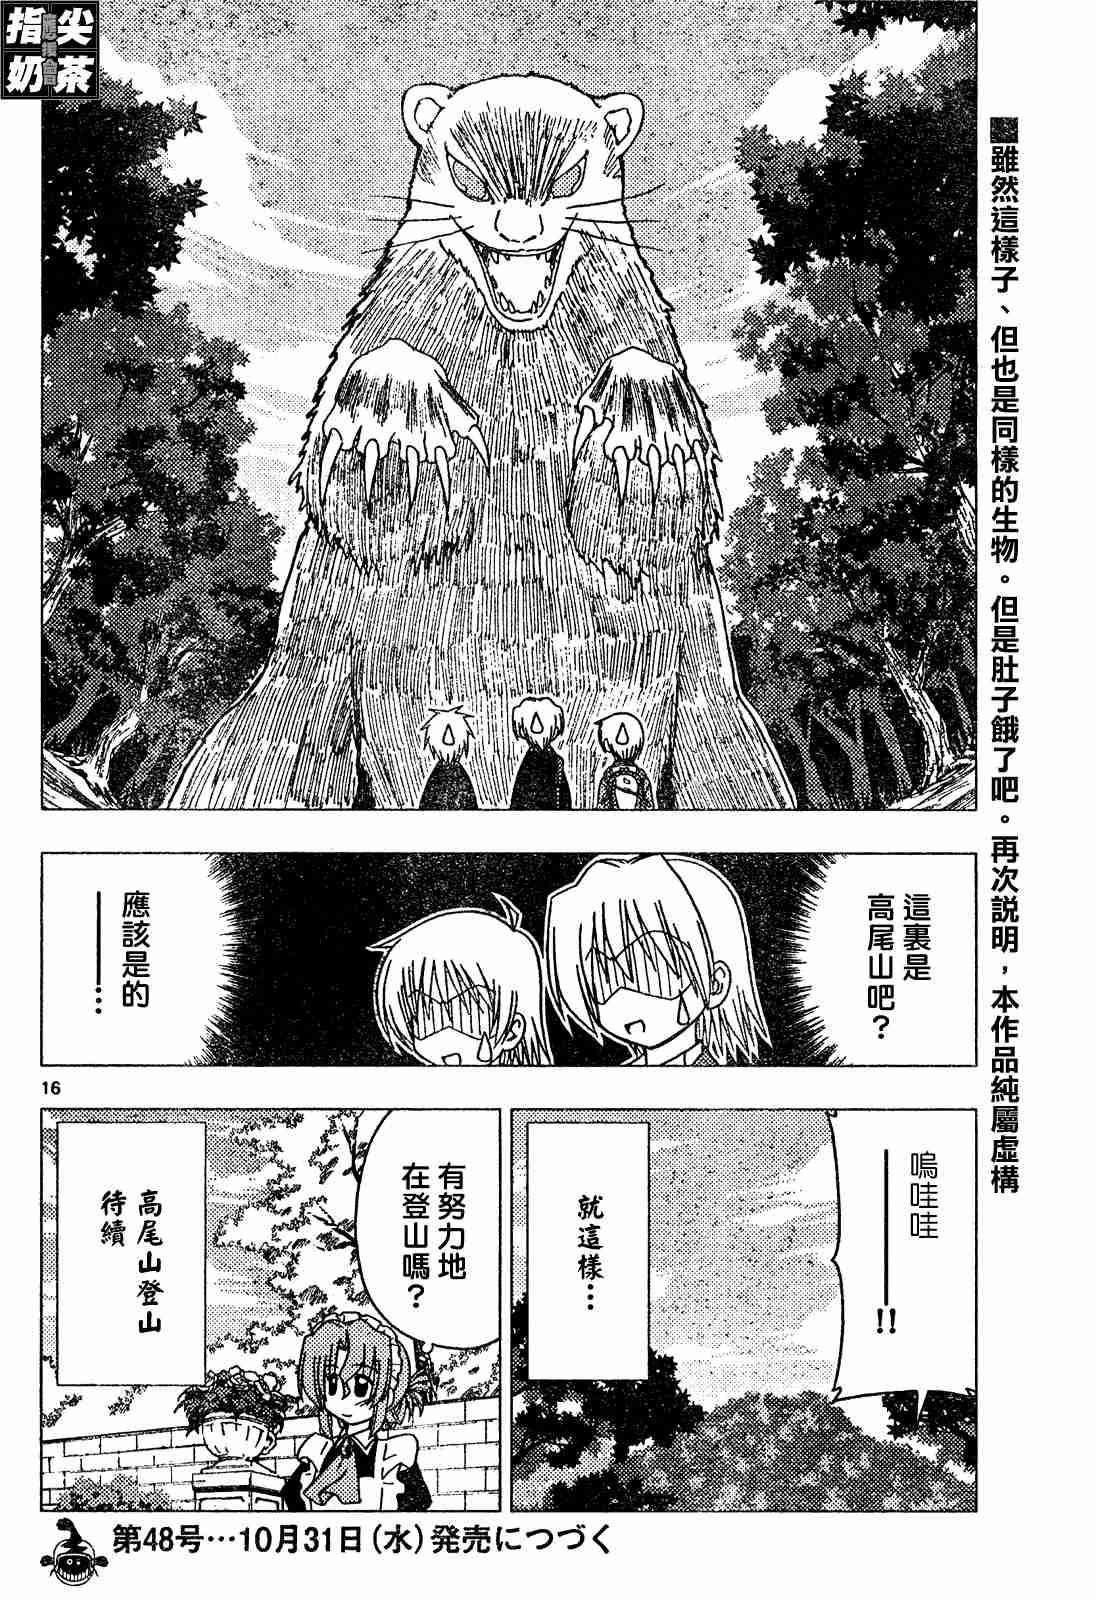 指尖
奶茶
應援會
■雖然這樣子、但也是同樣的生物。但是肚子餓了吧。再次説明，本作品純屬虛構
這裏是
高尾山吧？
應該是的
——…
16
嗚哇哇
——!!
就這樣…
有努力地
在登山嗎？
高尾山登山
待續
第48号…10月31日（水）発売につづく